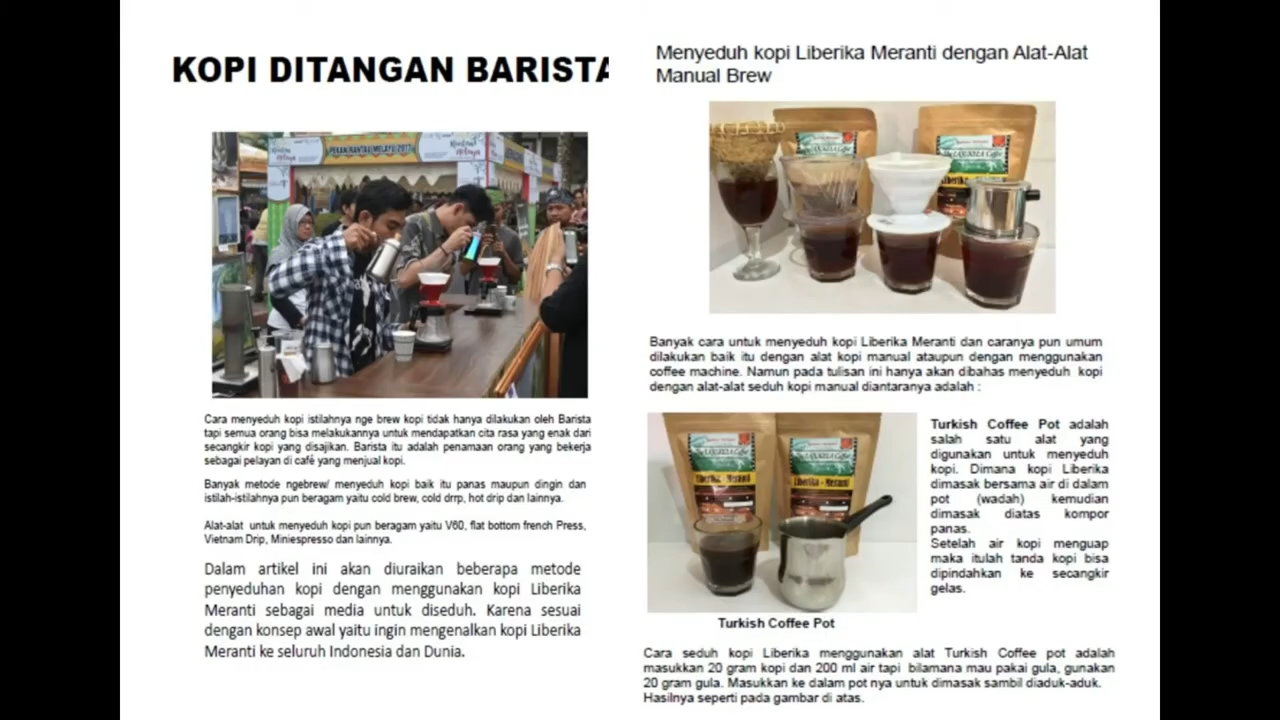 KOPI DITANGAN BARISTA
PEKAN RANTAU MELAYU 2017
Cara menyeduh kopi istilahnya nge brew kopi tidak hanya dilakukan oleh Barista
tapi semua orang bisa melakukannya untuk mendapatkan cita rasa yang enak dari
secangkir kopi yang disajikan. Barista itu adalah penamaan orang yang bekerja
sebagai pelayan di café yang menjual kopi.
Banyak metode ngebrew/ menyeduh kopi baik itu panas maupun dingin dan
istilah-istilahnya pun beragam yaitu cold brew, cold drrp, hot drip dan lainnya.
Alat-alat untuk menyeduh kopi pun beragam yaitu V60, flat bottom french Press,
Vietnam Drip, Miniespresso dan lainnya.
Dalam artikel ini akan diuraikan beberapa metode
penyeduhan kopi dengan menggunakan kopi Liberika
Meranti sebagai media untuk diseduh. Karena sesuai
dengan konsep awal yaitu ingin mengenalkan kopi Liberika
Meranti ke seluruh Indonesia dan Dunia.
Menyeduh kopi Liberika Meranti dengan Alat-Alat
Manual Brew
Banyak cara untuk menyeduh kopi Liberika Meranti dan caranya pun umum
dilakukan baik itu dengan alat kopi manual ataupun dengan menggunakan
coffee machine. Namun pada tulisan ini hanya akan dibahas menyeduh kopi
dengan alat-alat seduh kopi manual diantaranya adalah :
Liberika - Meranti
Liberika - Meranti
Turkish Coffee Pot adalah
salah satu alat yang
digunakan untuk menyeduh
kopi. Dimana kopi Liberika
dimasak bersama air di dalam
pot (wadah) kemudian
dimasak diatas kompor
panas.
Setelah air kopi menguap
maka itulah tanda kopi bisa
dipindahkan ke secangkir
gelas.
Turkish Coffee Pot
Cara seduh kopi Liberika menggunakan alat Turkish Coffee pot adalah
masukkan 20 gram kopi dan 200 ml air tapi bilamana mau pakai gula, gunakan
20 gram gula. Masukkan ke dalam pot nya untuk dimasak sambil diaduk-aduk.
Hasilnya seperti pada gambar di atas.